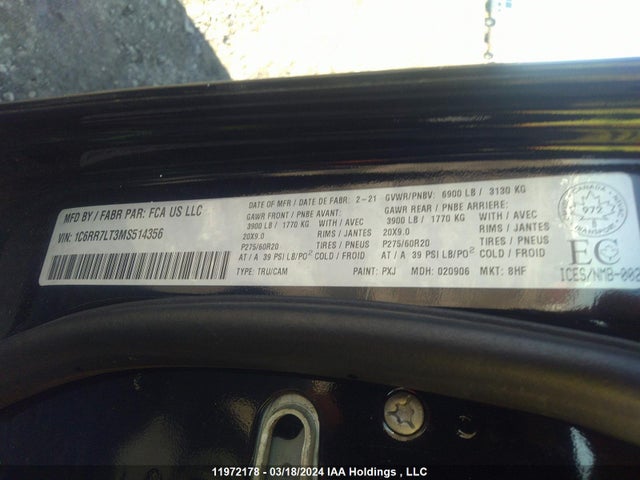 MFD BY / FABR PAR: FCA US LLC
VIN: 1C6RR7LT3MS514356
DATE OF MFR / DATE DE FABR: 2-21
GAWR FRONT / PNBE AVANT:
3900 LB / 1770 KG WITH / AVEC
20X9.0 RIMS / JANTES
P275/60R20 TIRES / PNEUS
AT / A 39 PSI LB/PO² COLD / FROID
TYPE: TRU/CAM PAINT: PXJ
GVWR/PNBV: 6900 LB / 3130 KG
GAWR REAR / PNBE ARRIERE:
3900 LB / 1770 KG WITH / AVEC
20X9.0 RIMS / JANTES
P275/60R20 TIRES / PNEUS
AT / A 39 PSI LB/PO² COLD / FROID
MDH: 020906 MKT: 8HF
972
TRANSPORT
EC
ICES/NMB-002
11972178 - 03/18/2024 IAA Holdings , LLC